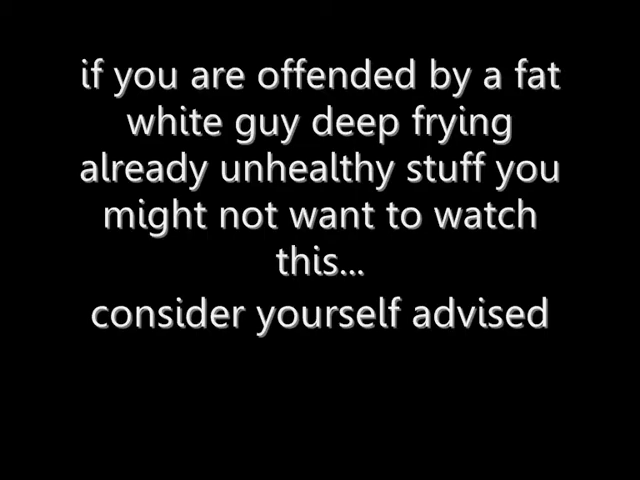 if you are offended by a fat
white guy deep frying
already unhealthy stuff you
might not want to watch
this...
consider yourself advised